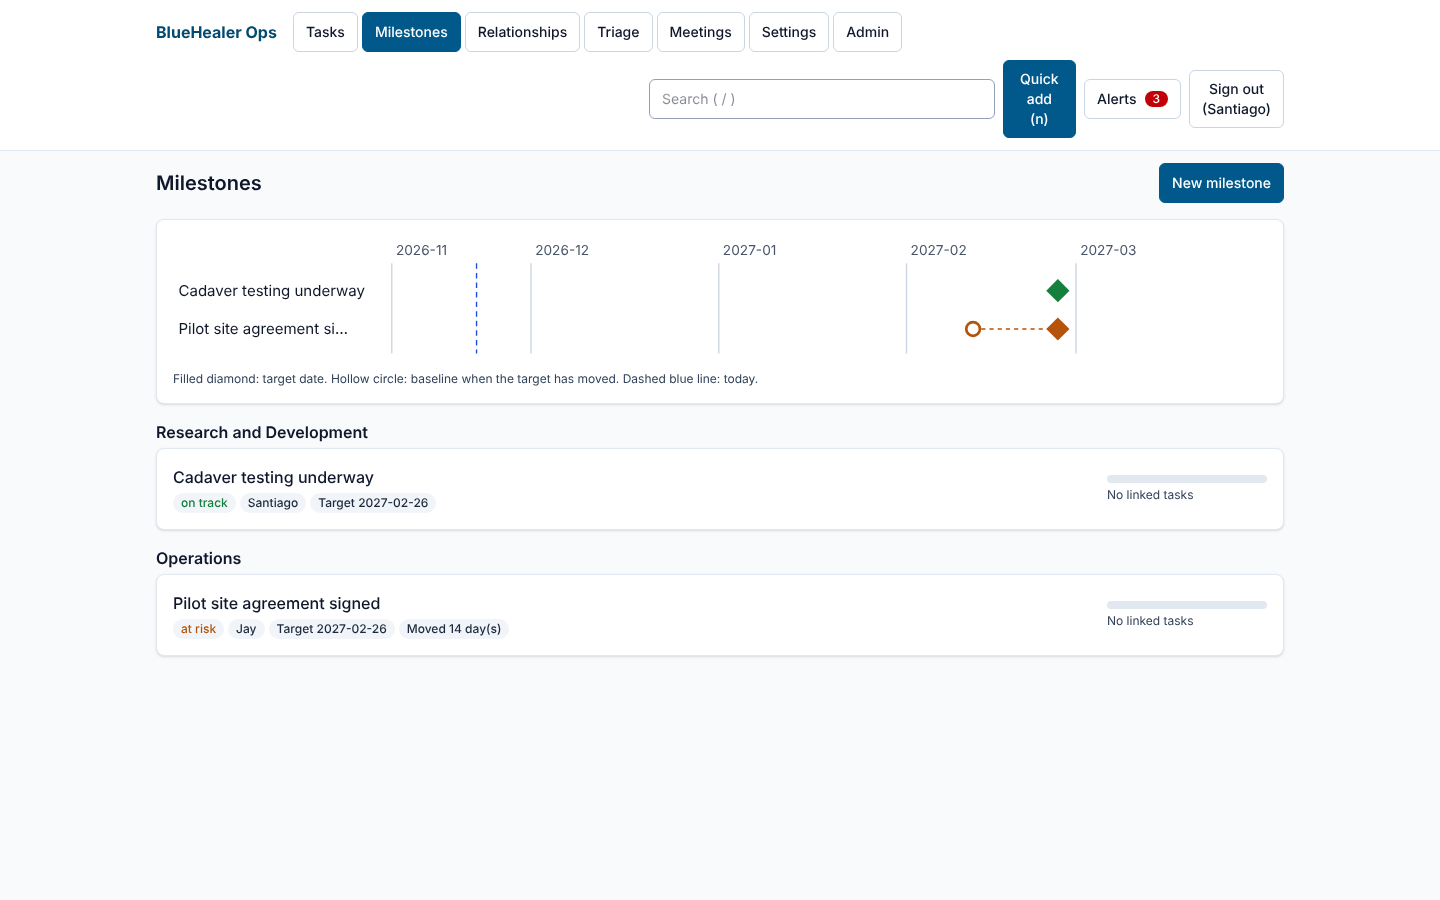 BlueHealer Ops Tasks Milestones Relationships Triage Meetings Settings Admin
Search ( / )
Quick
add
(n)
Alerts 3
Sign out
(Santiago)
Milestones
New milestone
2026-11 2026-12 2027-01 2027-02 2027-03
Cadaver testing underway
Pilot site agreement si...
Filled diamond: target date. Hollow circle: baseline when the target has moved. Dashed blue line: today.
Research and Development
Cadaver testing underway
on track Santiago Target 2027-02-26
No linked tasks
Operations
Pilot site agreement signed
at risk Jay Target 2027-02-26 Moved 14 day(s)
No linked tasks